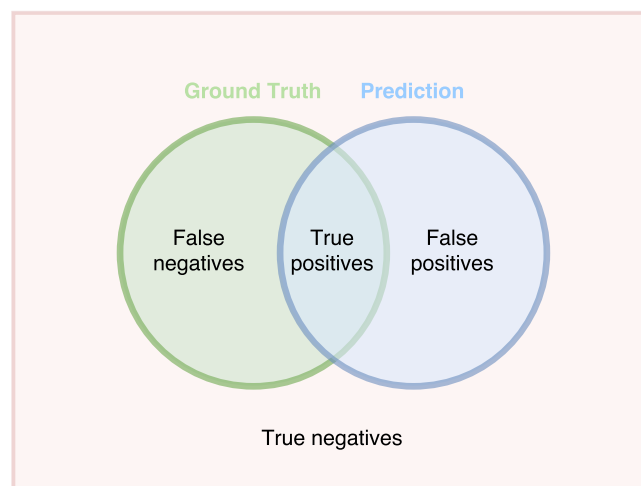 Ground Truth
Prediction
False
negatives
True
positives
False
positives
True negatives